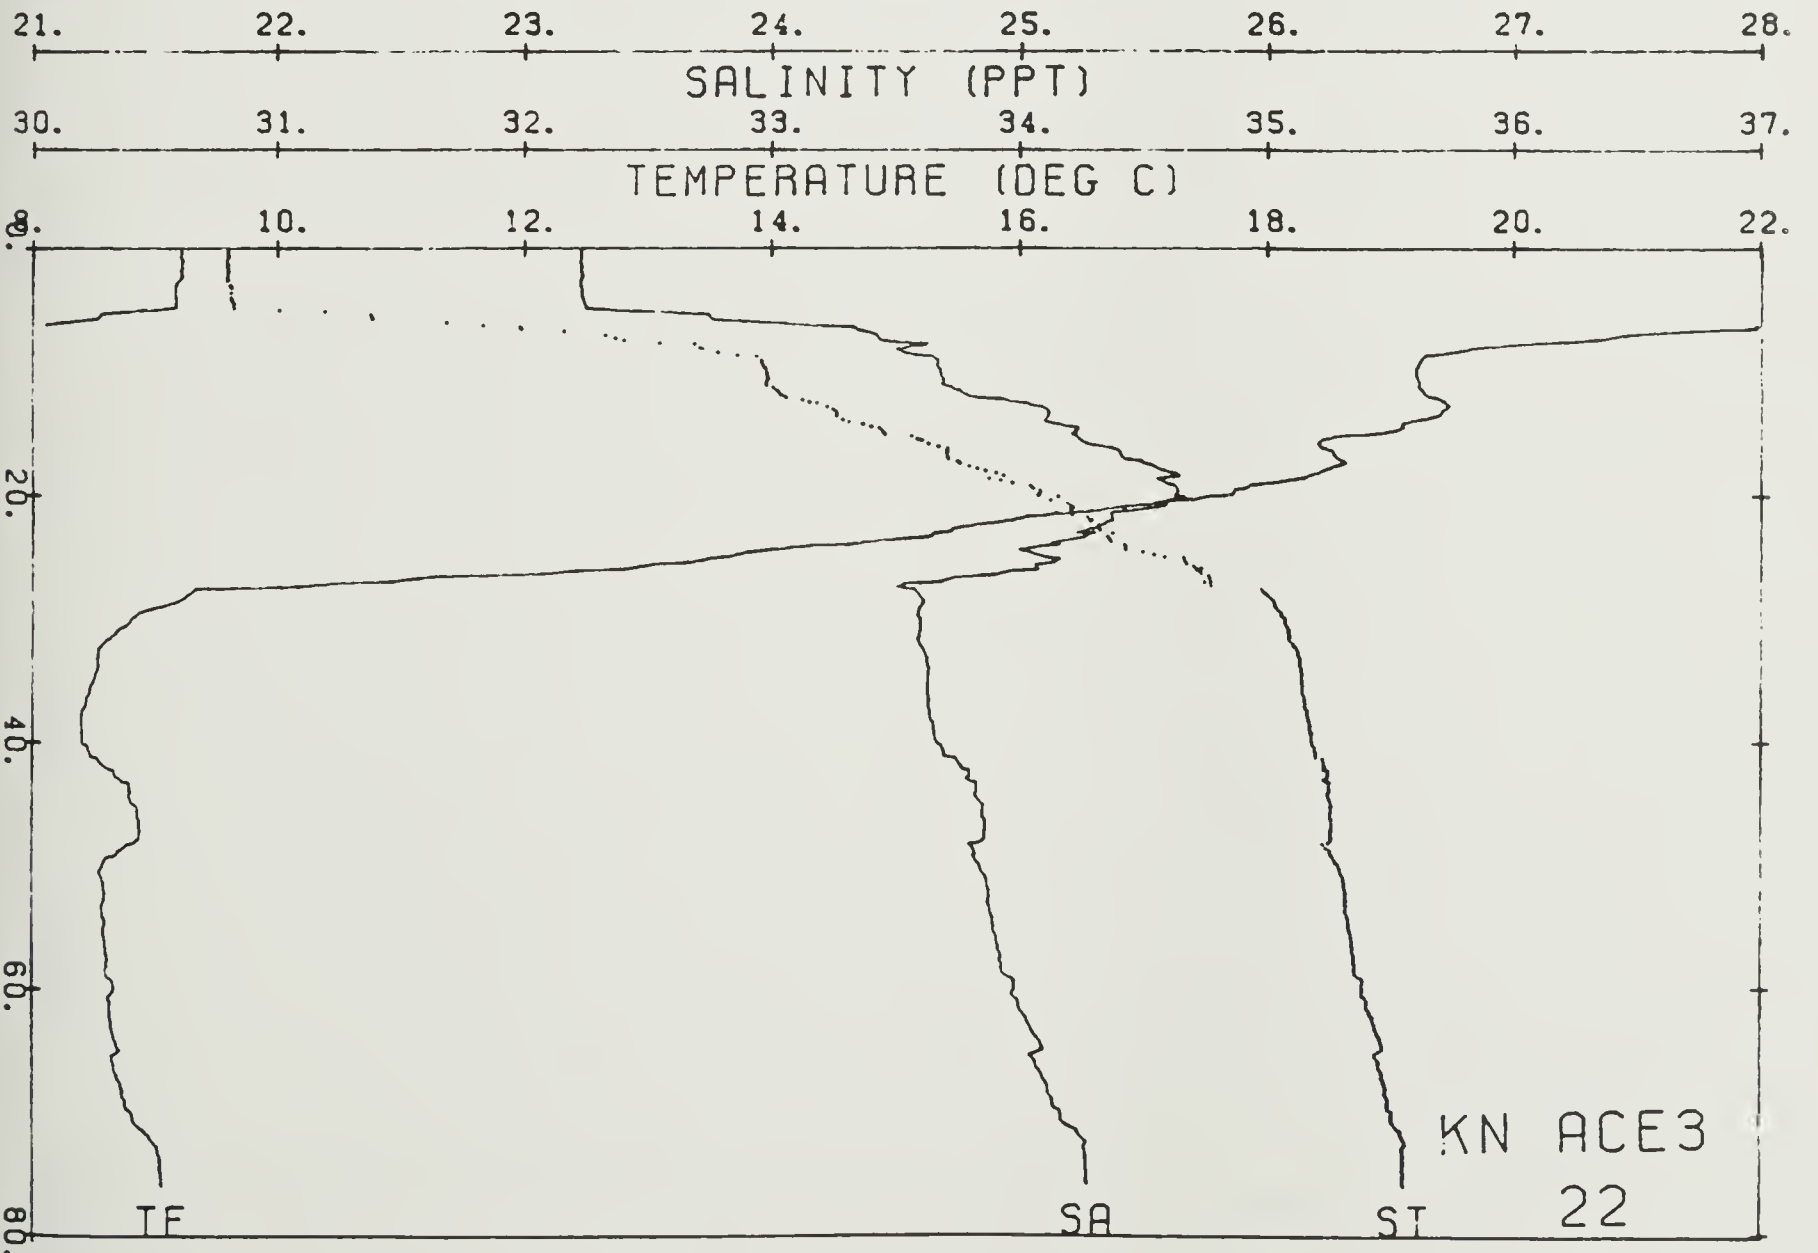 21. 22. 23. 24. 25. 26. 27. 28.
SALINITY (PPT)
30. 31. 32. 33. 34. 35. 36. 37.
TEMPERATURE (DEG C)
8. 10. 12. 14. 16. 18. 20. 22.
0.
20.
40.
60.
80.
KN ACE3
22
TE SA ST